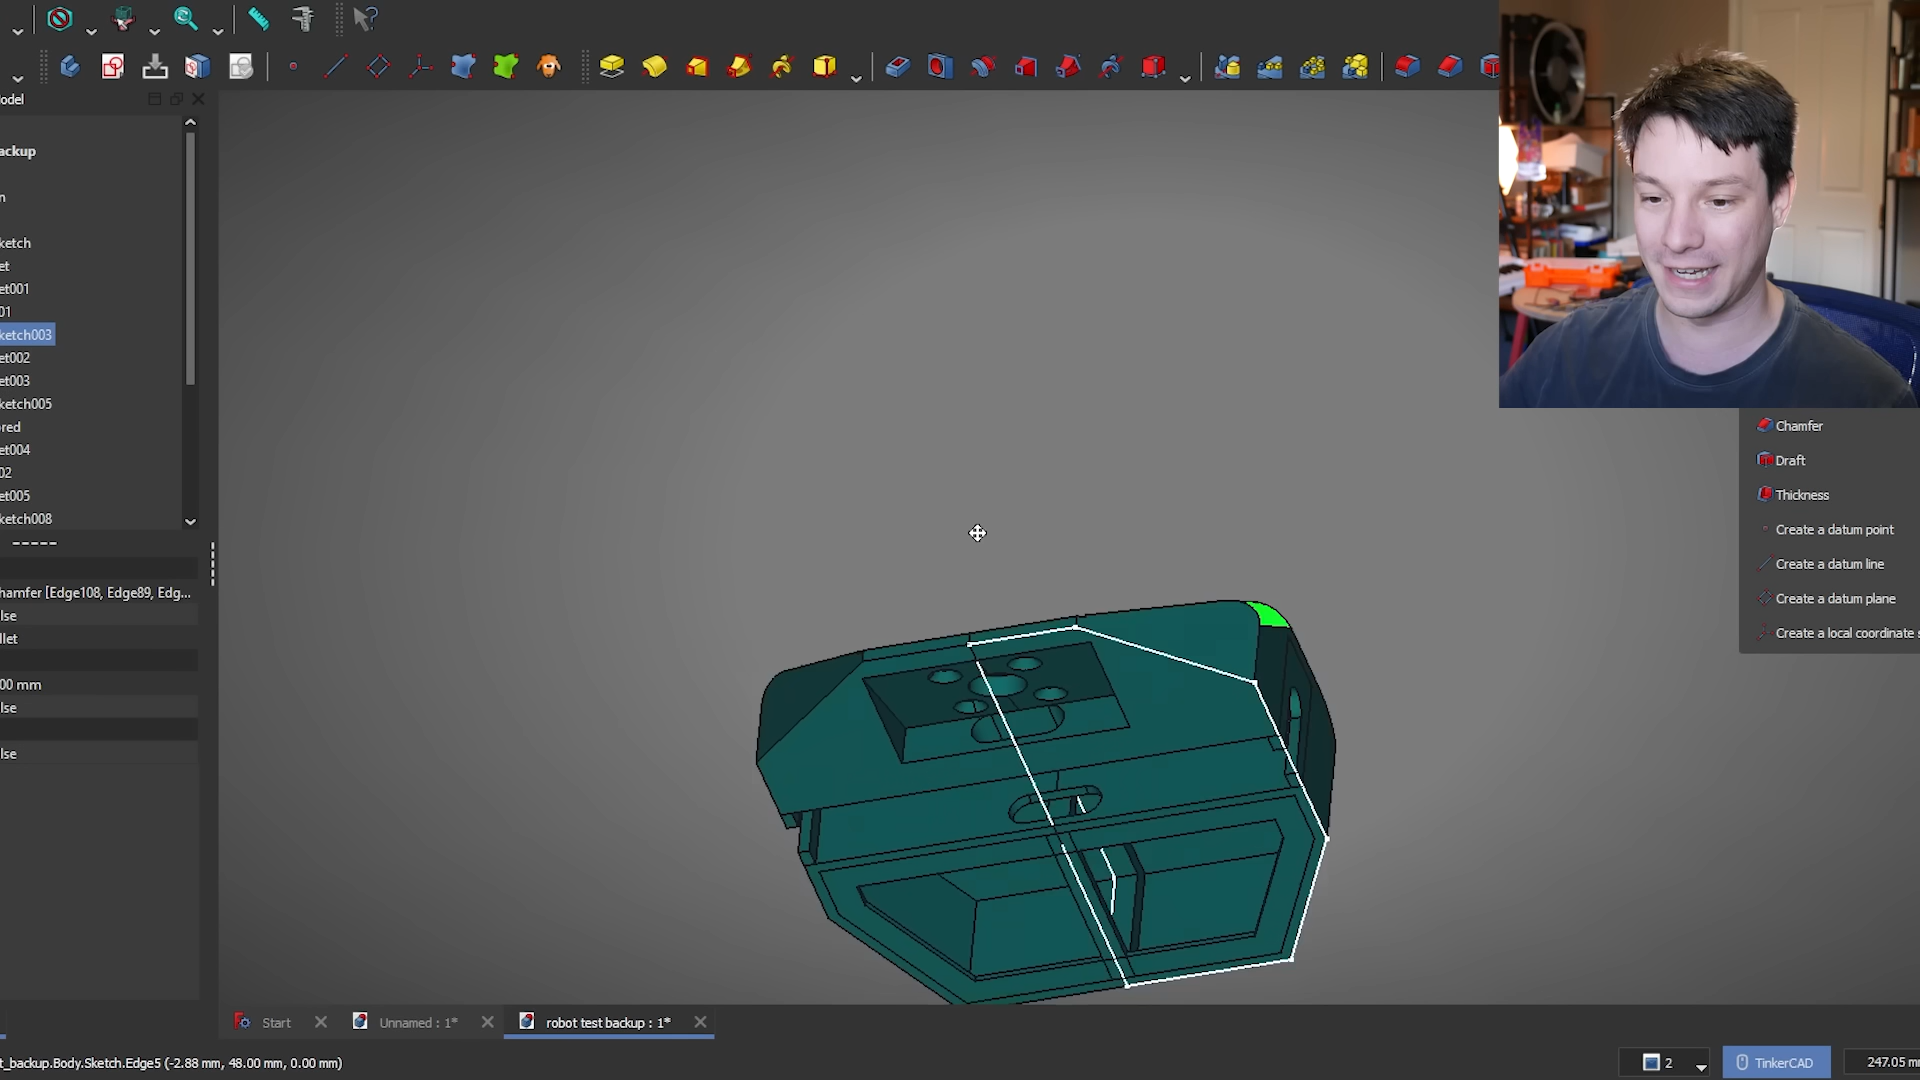 odel
ackup
n
ketch
et
et001
01
ketch003
et002
et003
ketch005
ored
et004
02
et005
ketch008
hamfer [Edge108, Edge89, Edg...
lse
llet
00 mm
lse
lse
Chamfer
Draft
Thickness
Create a datum point
Create a datum line
Create a datum plane
Create a local coordinate s
Start
Unnamed : 1*
robot test backup : 1*
t_backup.Body.Sketch.Edge5 (-2.88 mm, 48.00 mm, 0.00 mm)
2
TinkerCAD
247.05 m